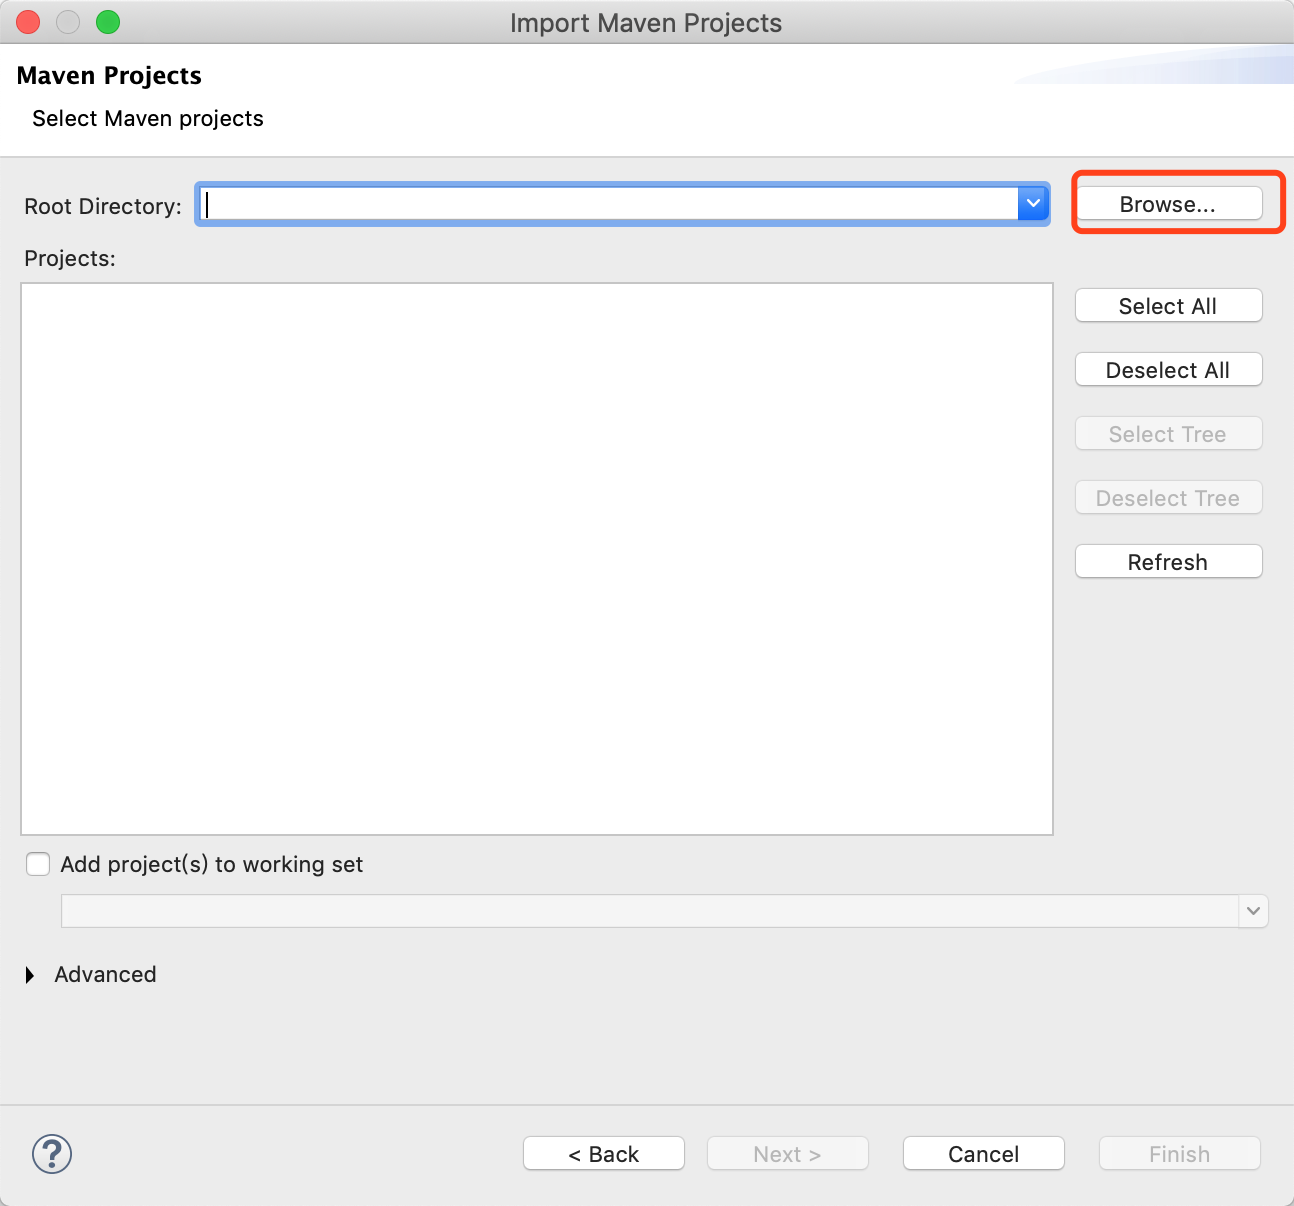 Import Maven Projects
Maven Projects
Select Maven projects
Root Directory:
Browse...
Projects:
Select All
Deselect All
Select Tree
Deselect Tree
Refresh
Add project(s) to working set
Advanced
?
< Back
Next >
Cancel
Finish